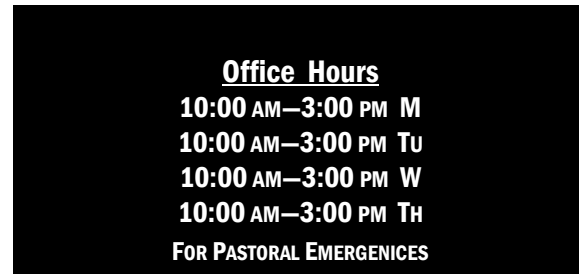 Office Hours
10:00 AM—3:00 PM M
10:00 AM—3:00 PM TU
10:00 AM—3:00 PM W
10:00 AM—3:00 PM TH
FOR PASTORAL EMERGENICES